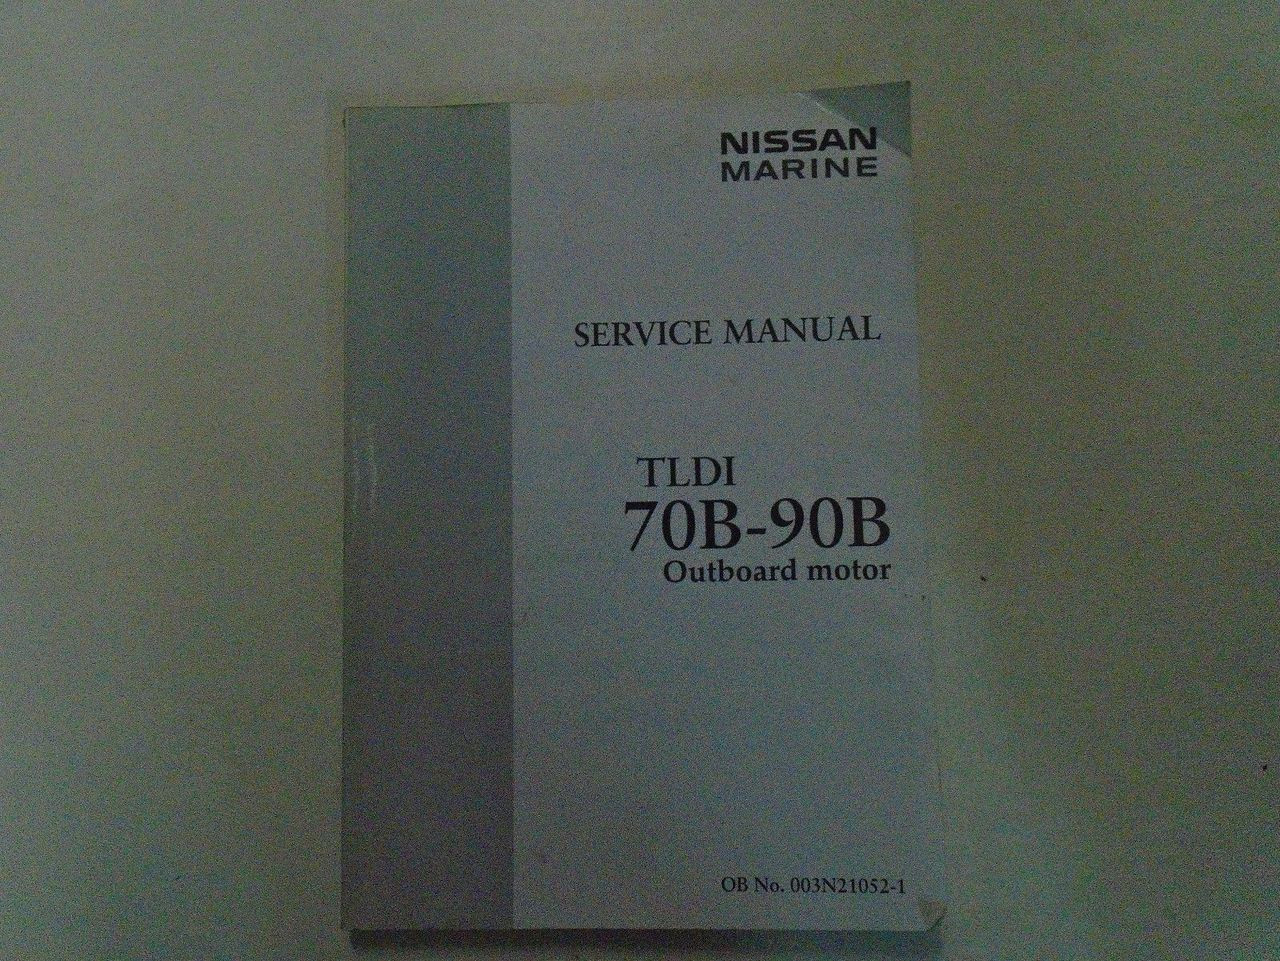 NISSAN
MARINE
SERVICE MANUAL
TLDI
70B-90B
Outboard motor
OB No. 003N21052-1